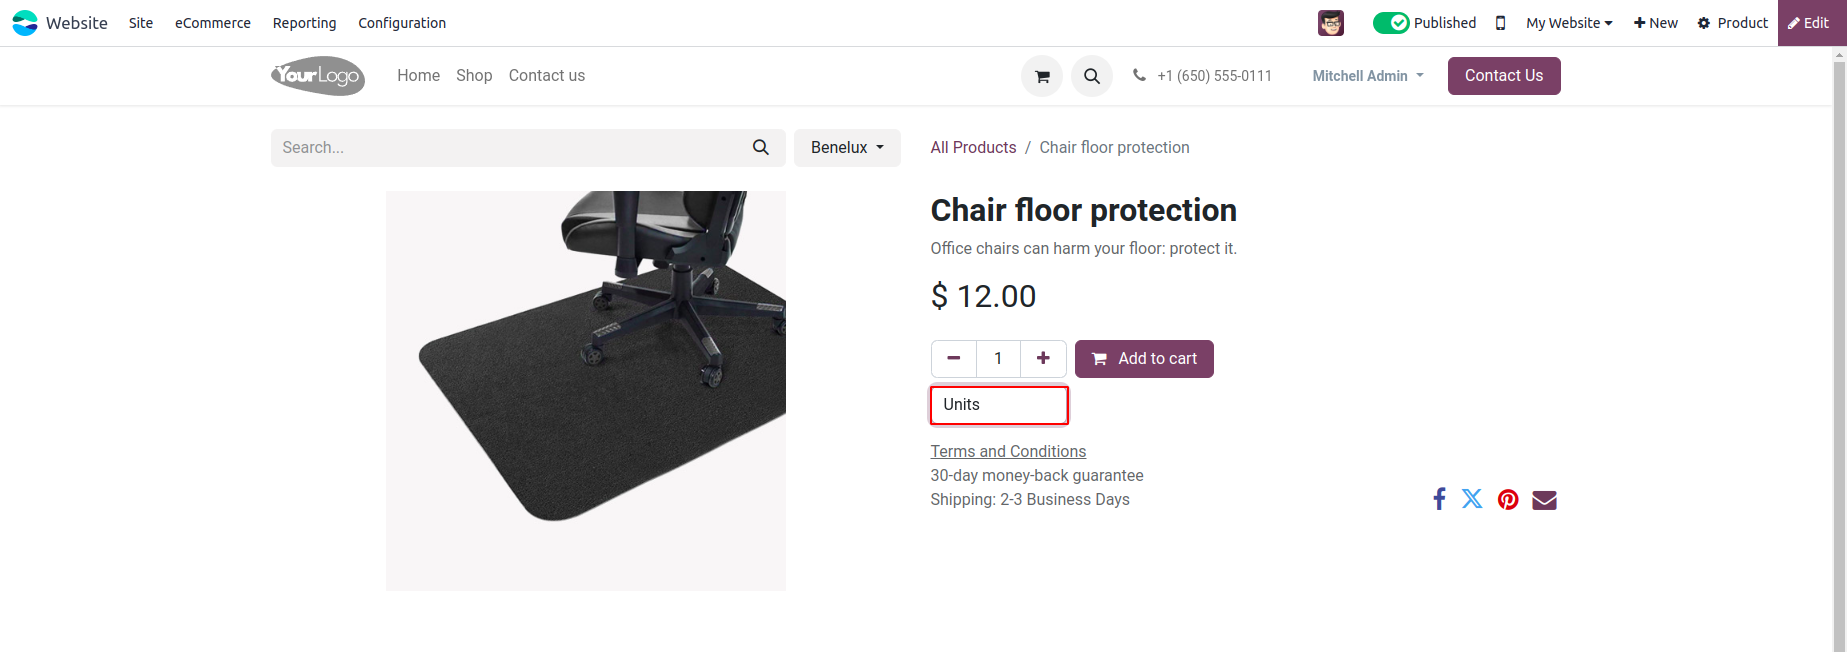 Website Site eCommerce Reporting Configuration Published My Website New Product Edit
YourLogo Home Shop Contact us +1 (650) 555-0111 Mitchell Admin Contact Us
Search... Benelux All Products / Chair floor protection
Chair floor protection
Office chairs can harm your floor: protect it.
$ 12.00
1 Add to cart
Units
Terms and Conditions
30-day money-back guarantee
Shipping: 2-3 Business Days